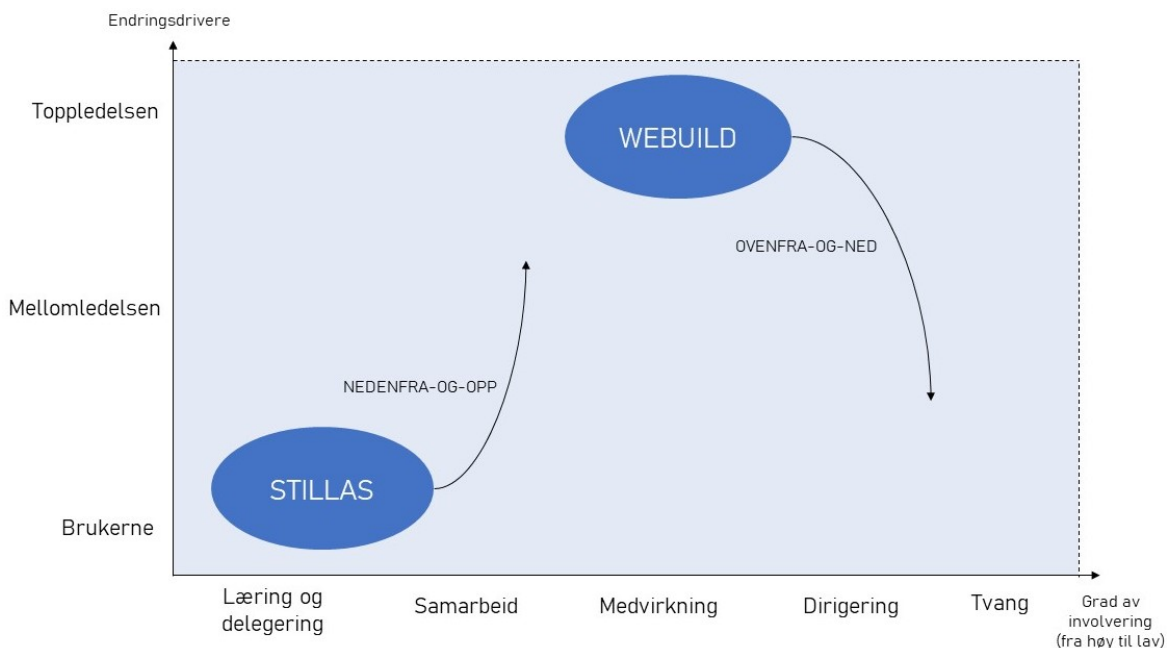 Endringsdrivere
Toppledelsen
WEBUILD
OVENFRA-OG-NED
Mellomledelsen
NEDENFRA-OG-OPP
STILLAS
Brukerne
Læring og
delegering
Samarbeid
Medvirkning
Dirigering
Tvang
Grad av
involvering
(fra høy til lav)